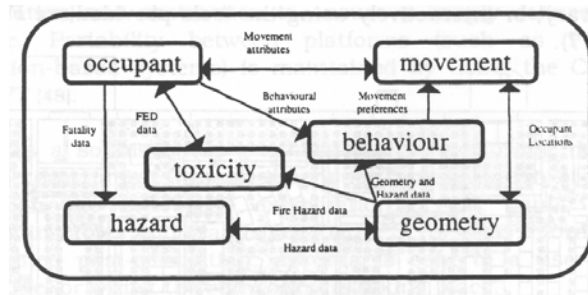 Movement
attributes
occupant
movement
Behavioural
attributes
Movement
preferences
Fatality
data
FED
data
Occupant
Locations
behaviour
toxicity
Geometry and
Hazard data
hazard
Fire Hazard data
geometry
Hazard data